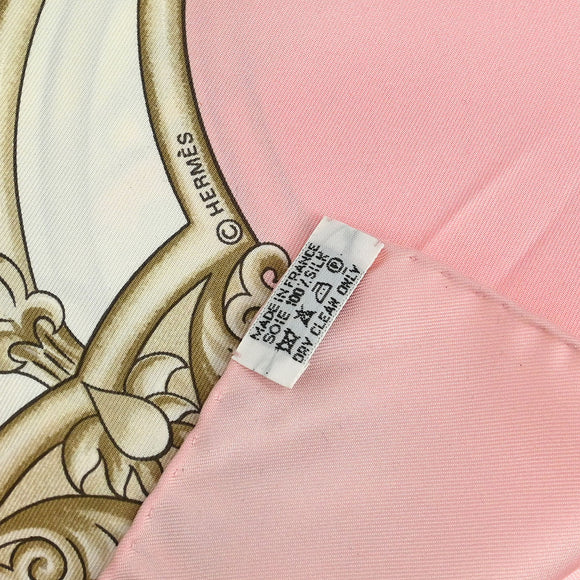 © HERMÈS
MADE IN FRANCE
SOIE 100 / SILK
P
DRY CLEAN ONLY